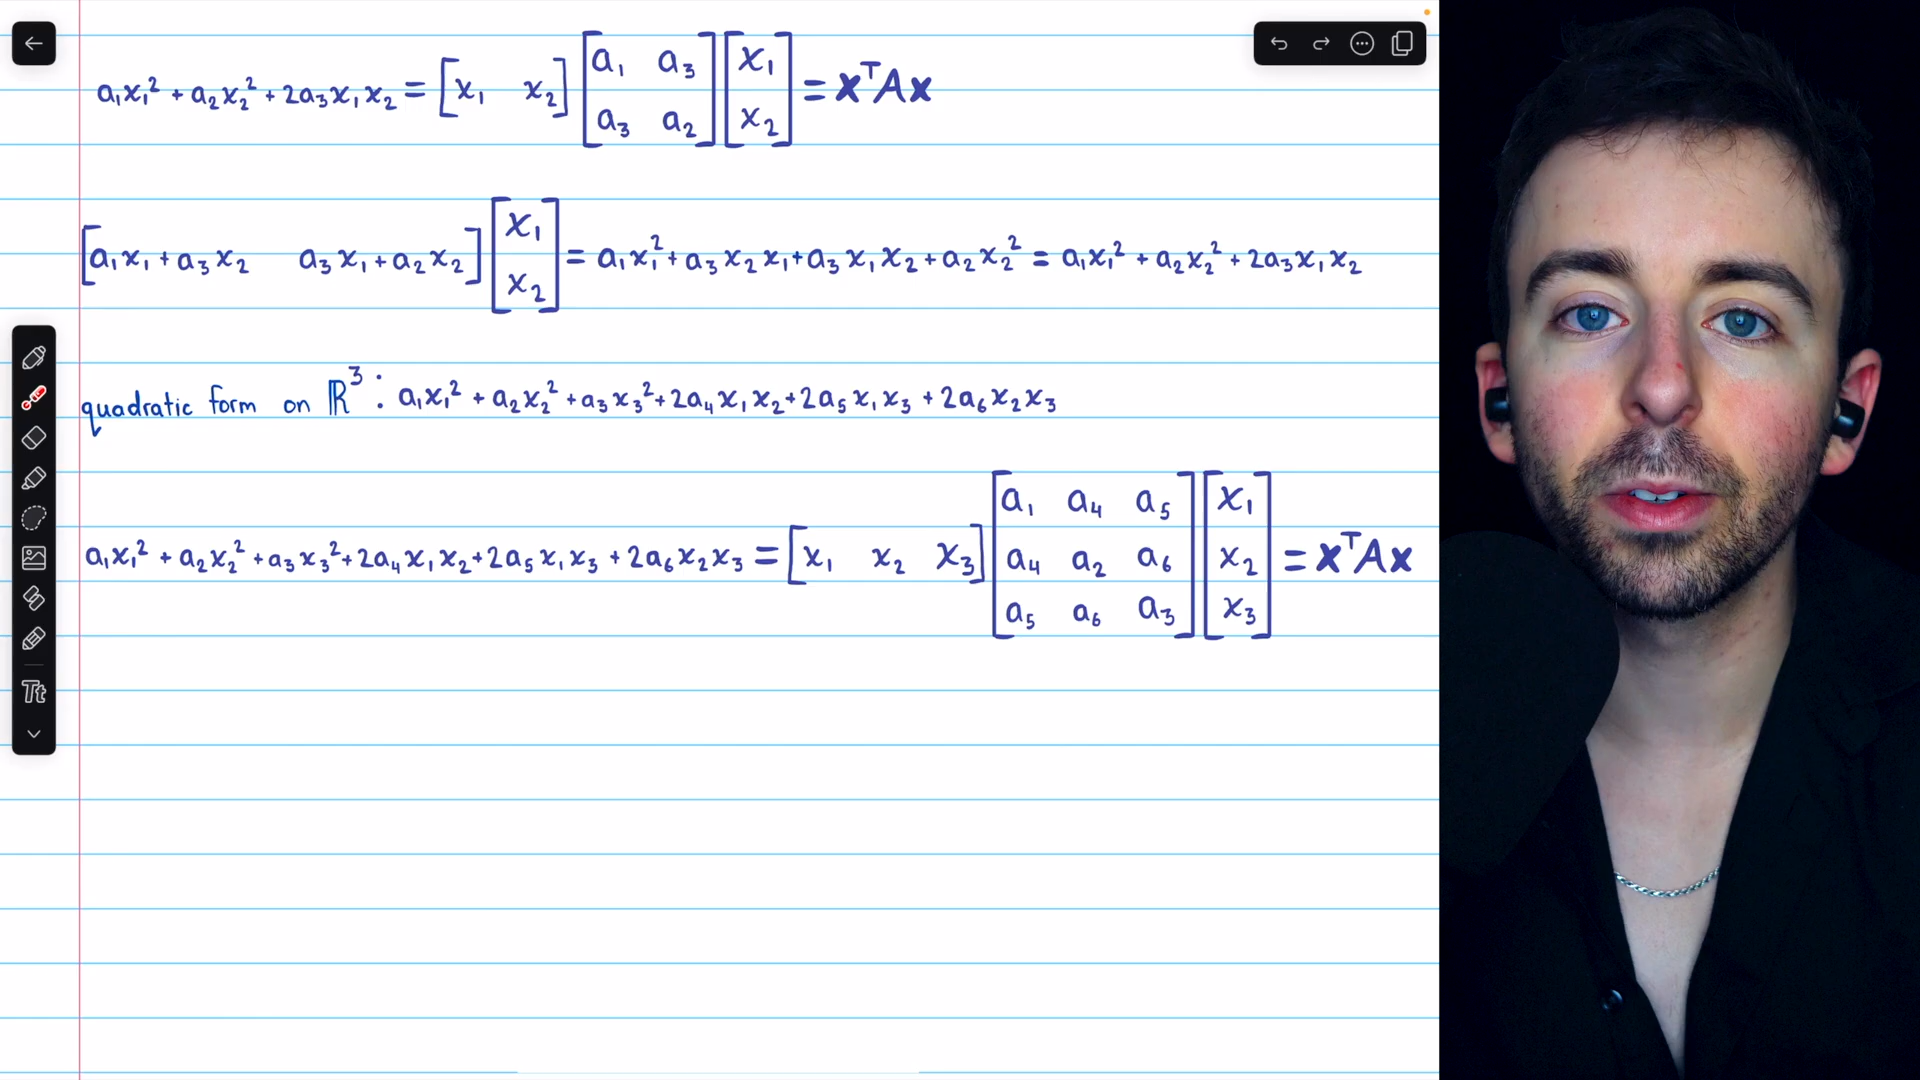 a₁x₁² + a₂x₂² + 2a₃x₁x₂ = [x₁ x₂] [a₁ a₃; a₃ a₂] [x₁; x₂] = xᵀAx
[a₁x₁ + a₃x₂ a₃x₁ + a₂x₂] [x₁; x₂] = a₁x₁² + a₃x₂x₁ + a₃x₁x₂ + a₂x₂² = a₁x₁² + a₂x₂² + 2a₃x₁x₂
quadratic form on ℝ³: a₁x₁² + a₂x₂² + a₃x₃² + 2a₄x₁x₂ + 2a₅x₁x₃ + 2a₆x₂x₃
a₁x₁² + a₂x₂² + a₃x₃² + 2a₄x₁x₂ + 2a₅x₁x₃ + 2a₆x₂x₃ = [x₁ x₂ x₃] [a₁ a₄ a₅; a₄ a₂ a₆; a₅ a₆ a₃] [x₁; x₂; x₃] = xᵀAx
Tt